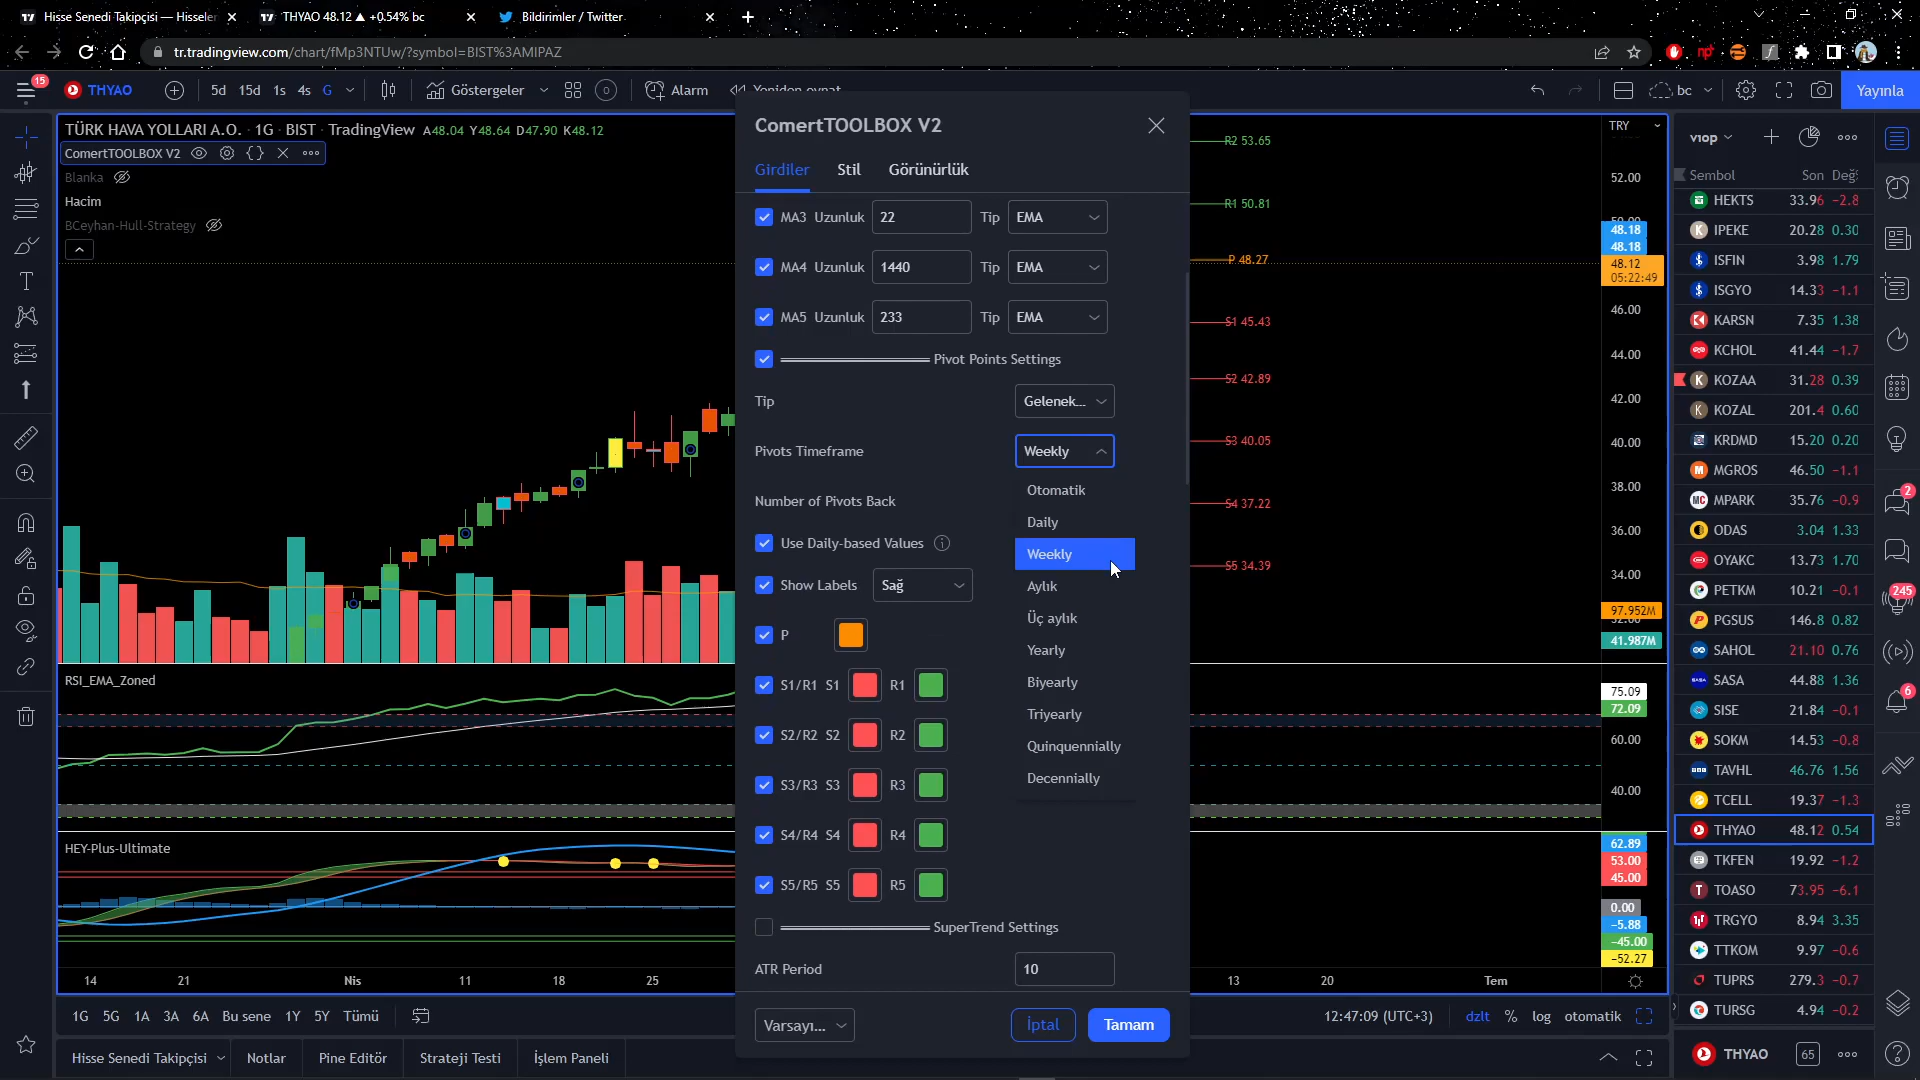 Hisse Senedi Takipçisi — Hisseler
THYAO 48.12 ▲ +0.54% bc
Bildirimler / Twitter
tr.tradingview.com/chart/fMp3NTUw/?symbol=BIST%3AMIPAZ
15
THYAO
5d 15d 1s 4s G
Göstergeler
Alarm
Yeniden oynat
bc
Yayınla
TÜRK HAVA YOLLARI A.O. · 1G · BIST · TradingView A48.04 Y48.64 D47.90 K48.12
ComertTOOLBOX V2
Blanka
Hacim
BCeyhan-Hull-Strategy
RSI_EMA_Zoned
HEY-Plus-Ultimate
14 21 Nis 11 18 25
13 20 Tem
ComertTOOLBOX V2
Girdiler Stil Görünürlük
MA3 Uzunluk 22 Tip EMA
MA4 Uzunluk 1440 Tip EMA
MA5 Uzunluk 233 Tip EMA
Pivot Points Settings
Tip Gelenek...
Pivots Timeframe Weekly
Number of Pivots Back
Use Daily-based Values
Show Labels Sağ
P
S1/R1 S1 R1
S2/R2 S2 R2
S3/R3 S3 R3
S4/R4 S4 R4
S5/R5 S5 R5
SuperTrend Settings
ATR Period 10
Otomatik
Daily
Weekly
Aylık
Üç aylık
Yearly
Biyearly
Triyearly
Quinquennially
Decennially
Varsayı... İptal Tamam
R2 53.65
R1 50.81
P 48.27
S1 45.43
S2 42.89
S3 40.05
S4 37.22
S5 34.39
TRY
52.00
50.00
48.18
48.18
48.12
05:22:49
46.00
44.00
42.00
40.00
38.00
36.00
34.00
97.952M
32.00
41.987M
75.09
72.09
60.00
40.00
62.89
53.00
45.00
0.00
−5.88
−45.00
−52.27
VIOP
Sembol Son Değ%
HEKTS 33.96 −2.8
IPEKE 20.28 0.30
ISFIN 3.98 1.79
ISGYO 14.33 −1.1
KARSN 7.35 1.38
KCHOL 41.44 −1.7
KOZAA 31.28 0.39
KOZAL 201.4 0.60
KRDMD 15.20 0.20
MGROS 46.50 −1.1
MPARK 35.76 −0.9
ODAS 3.04 1.33
OYAKC 13.73 1.70
PETKM 10.21 −0.1
PGSUS 146.8 0.82
SAHOL 21.10 0.76
SASA 44.88 1.36
SISE 21.84 −0.1
SOKM 14.53 −0.8
TAVHL 46.76 1.56
TCELL 19.37 −1.3
THYAO 48.12 0.54
TKFEN 19.92 −1.2
TOASO 73.95 −6.1
TRGYO 8.94 3.35
TTKOM 9.97 −0.6
TUPRS 279.3 −0.7
TURSG 4.94 −0.2
THYAO 65
2
245
6
1G 5G 1A 3A 6A Bu sene 1Y 5Y Tümü
12:47:09 (UTC+3) dzlt % log otomatik
Hisse Senedi Takipçisi Notlar Pine Editör Strateji Testi İşlem Paneli